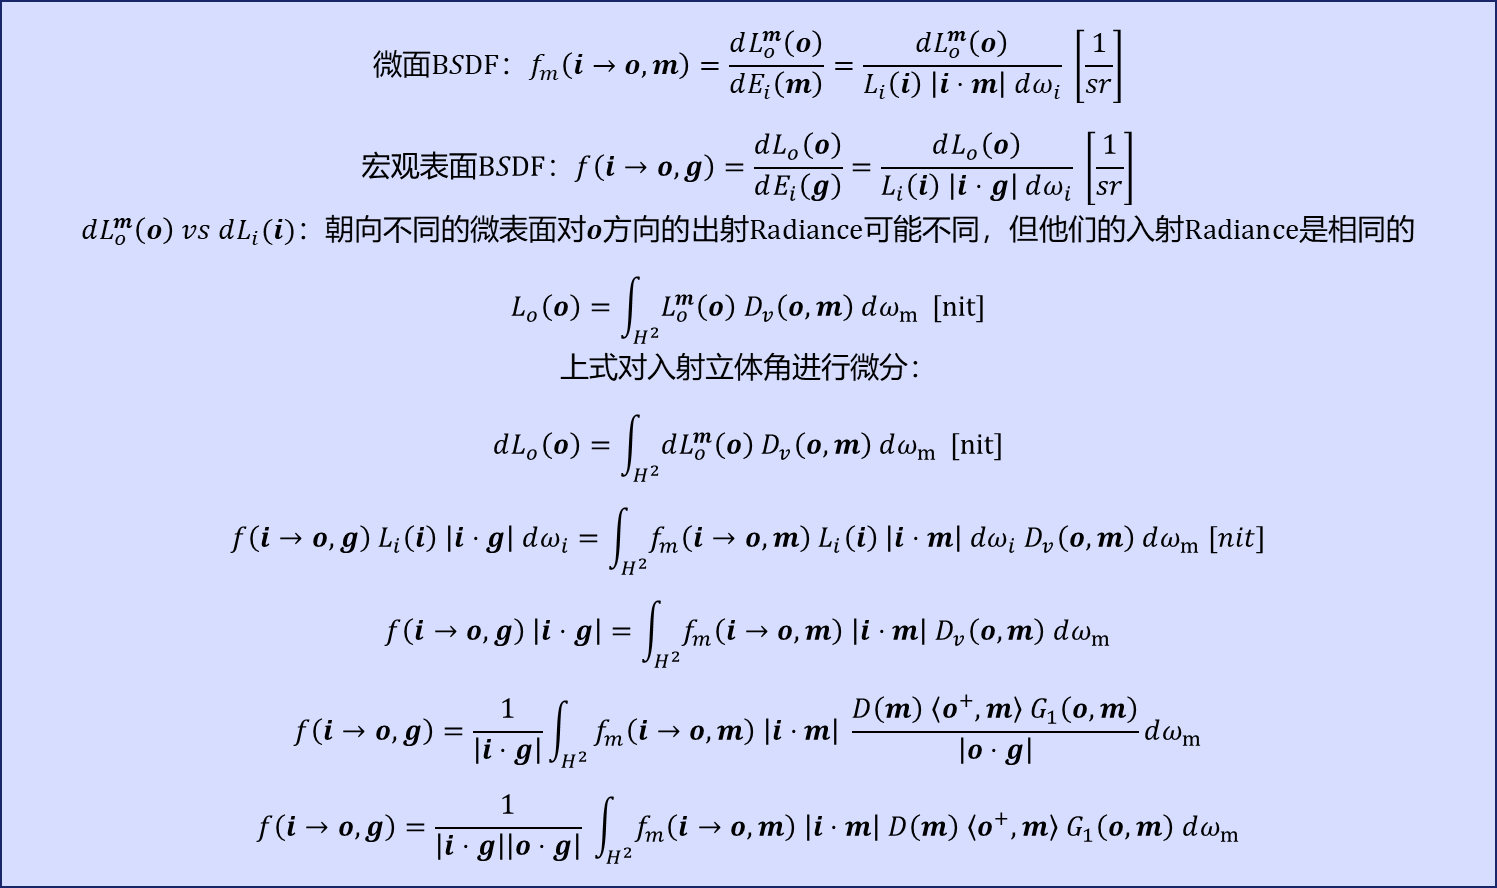 微面BSDF：f_m(i → o, m) = dL_o^m(o) / dE_i(m) = dL_o^m(o) / (L_i(i) |i · m| dω_i) [1/sr]
宏观表面BSDF：f(i → o, g) = dL_o(o) / dE_i(g) = dL_o(o) / (L_i(i) |i · g| dω_i) [1/sr]
dL_o^m(o) vs dL_i(i)：朝向不同的微表面对o方向的出射Radiance可能不同，但他们的入射Radiance是相同的
L_o(o) = ∫_{H^2} L_o^m(o) D_v(o, m) dω_m [nit]
上式对入射立体角进行微分：
dL_o(o) = ∫_{H^2} dL_o^m(o) D_v(o, m) dω_m [nit]
f(i → o, g) L_i(i) |i · g| dω_i = ∫_{H^2} f_m(i → o, m) L_i(i) |i · m| dω_i D_v(o, m) dω_m [nit]
f(i → o, g) |i · g| = ∫_{H^2} f_m(i → o, m) |i · m| D_v(o, m) dω_m
f(i → o, g) = 1 / |i · g| ∫_{H^2} f_m(i → o, m) |i · m| D(m) ⟨o^+, m⟩ G_1(o, m) / |o · g| dω_m
f(i → o, g) = 1 / (|i · g||o · g|) ∫_{H^2} f_m(i → o, m) |i · m| D(m) ⟨o^+, m⟩ G_1(o, m) dω_m